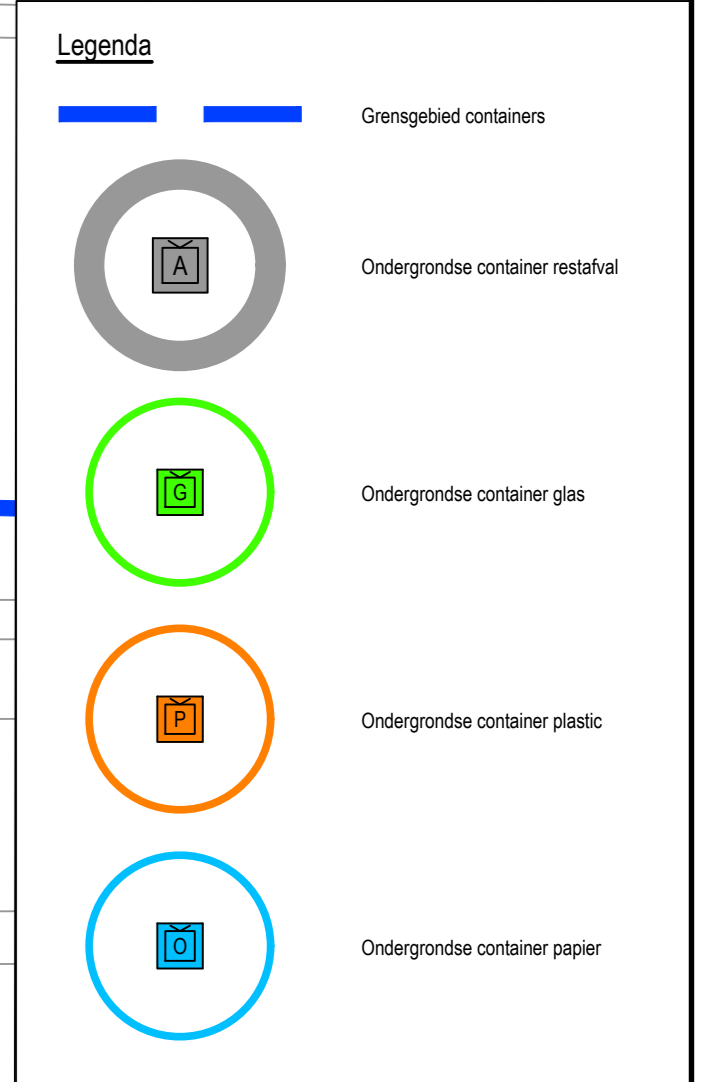 Legenda
Grensgebied containers
A Ondergrondse container restafval
G Ondergrondse container glas
P Ondergrondse container plastic
O Ondergrondse container papier